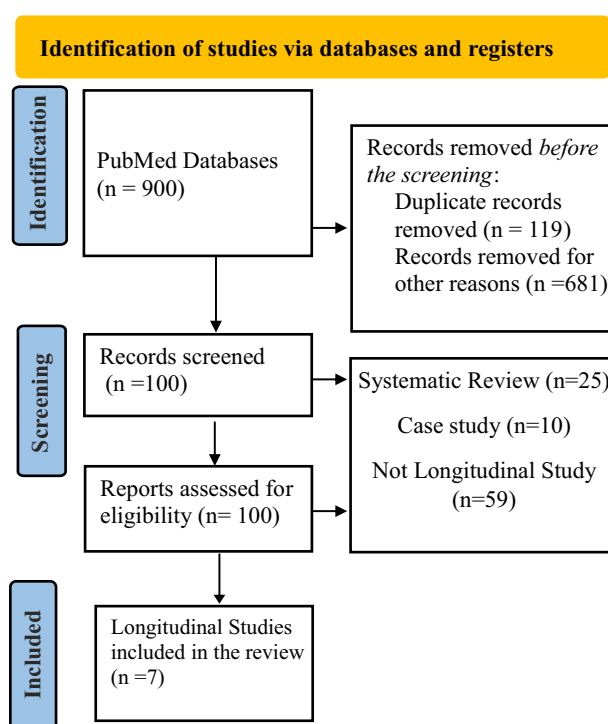 Identification of studies via databases and registers
Identification
PubMed Databases
(n = 900)
Records removed before
the screening:
Duplicate records
removed (n = 119)
Records removed for
other reasons (n =681)
Screening
Records screened
(n =100)
Systematic Review (n=25)
Case study (n=10)
Not Longitudinal Study
(n=59)
Reports assessed for
eligibility (n= 100)
Included
Longitudinal Studies
included in the review
(n =7)